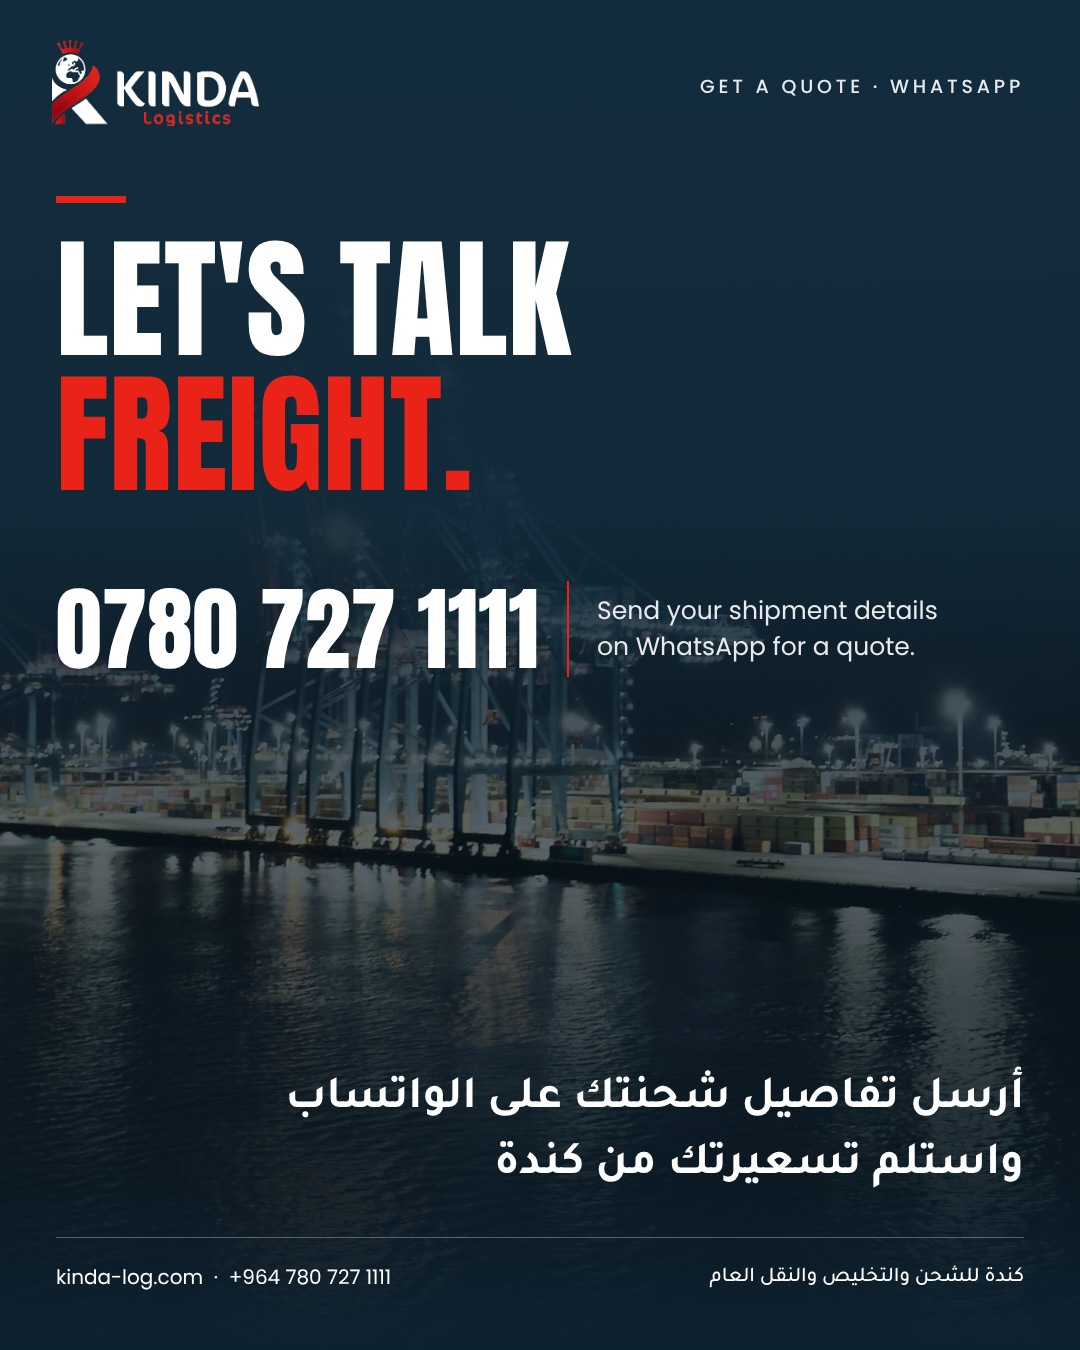 KINDA
Logistics
GET A QUOTE · WHATSAPP
LET'S TALK
FREIGHT.
0780 727 1111
Send your shipment details
on WhatsApp for a quote.
أرسل تفاصيل شحنتك على الواتساب
واستلم تسعيرتك من كندة
kinda-log.com · +964 780 727 1111
كندة للشحن والتخليص والنقل العام